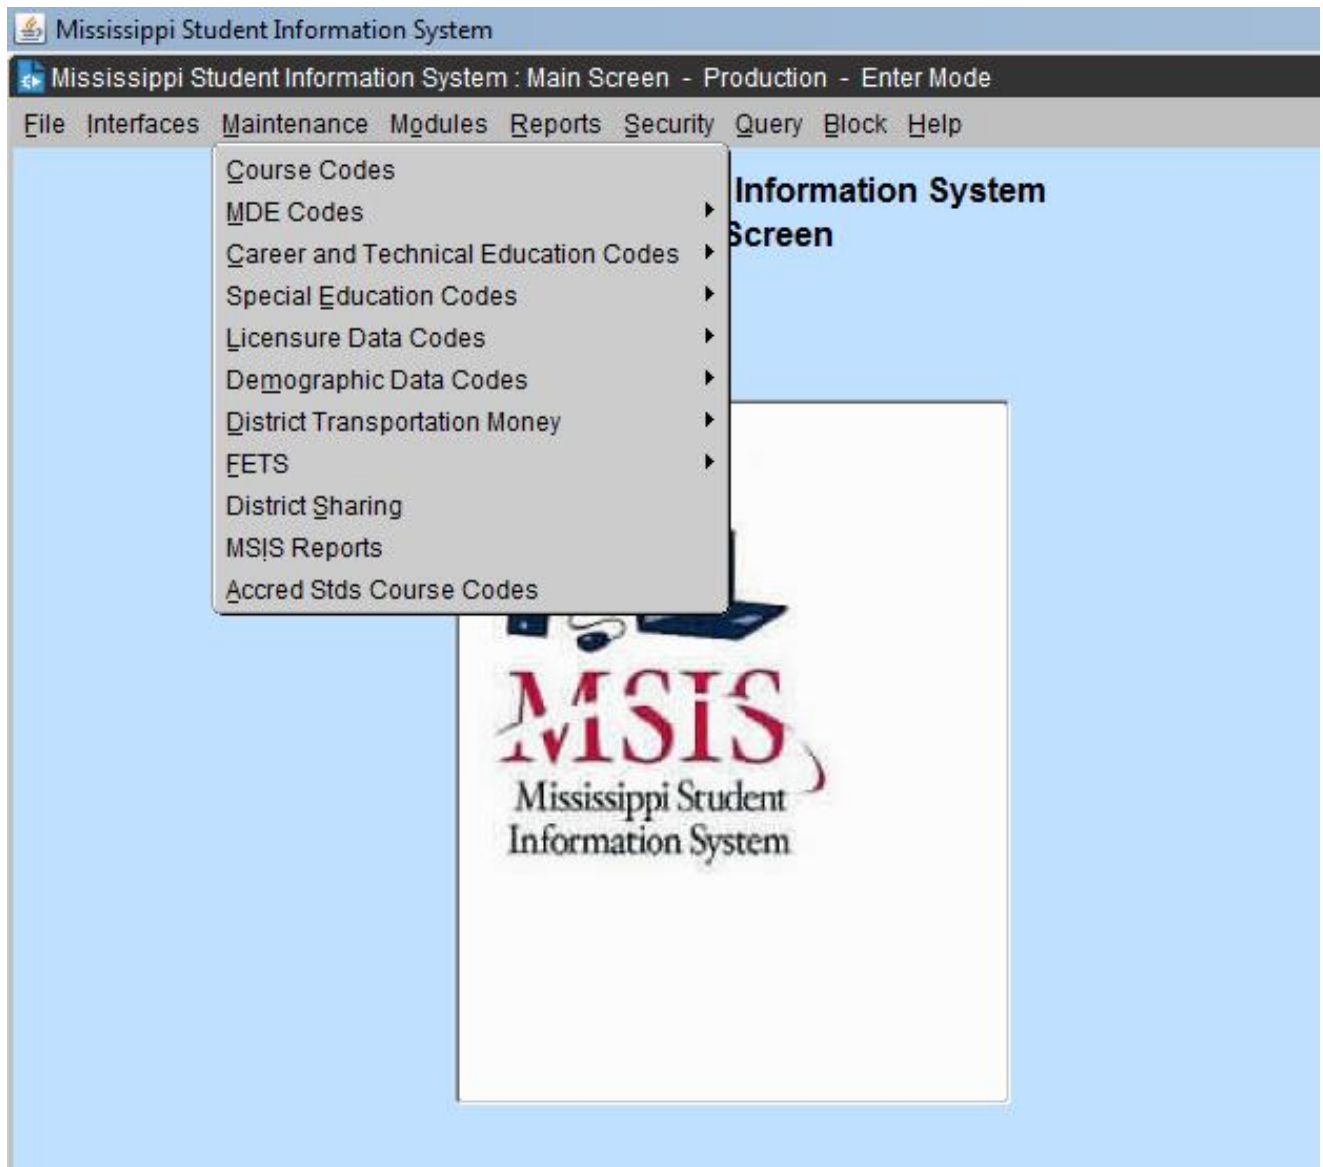 Mississippi Student Information System
Mississippi Student Information System : Main Screen - Production - Enter Mode
File Interfaces Maintenance Modules Reports Security Query Block Help
Information System
Screen
Course Codes
MDE Codes
Career and Technical Education Codes
Special Education Codes
Licensure Data Codes
Demographic Data Codes
District Transportation Money
FETS
District Sharing
MSIS Reports
Accred Stds Course Codes
MSIS
Mississippi Student
Information System